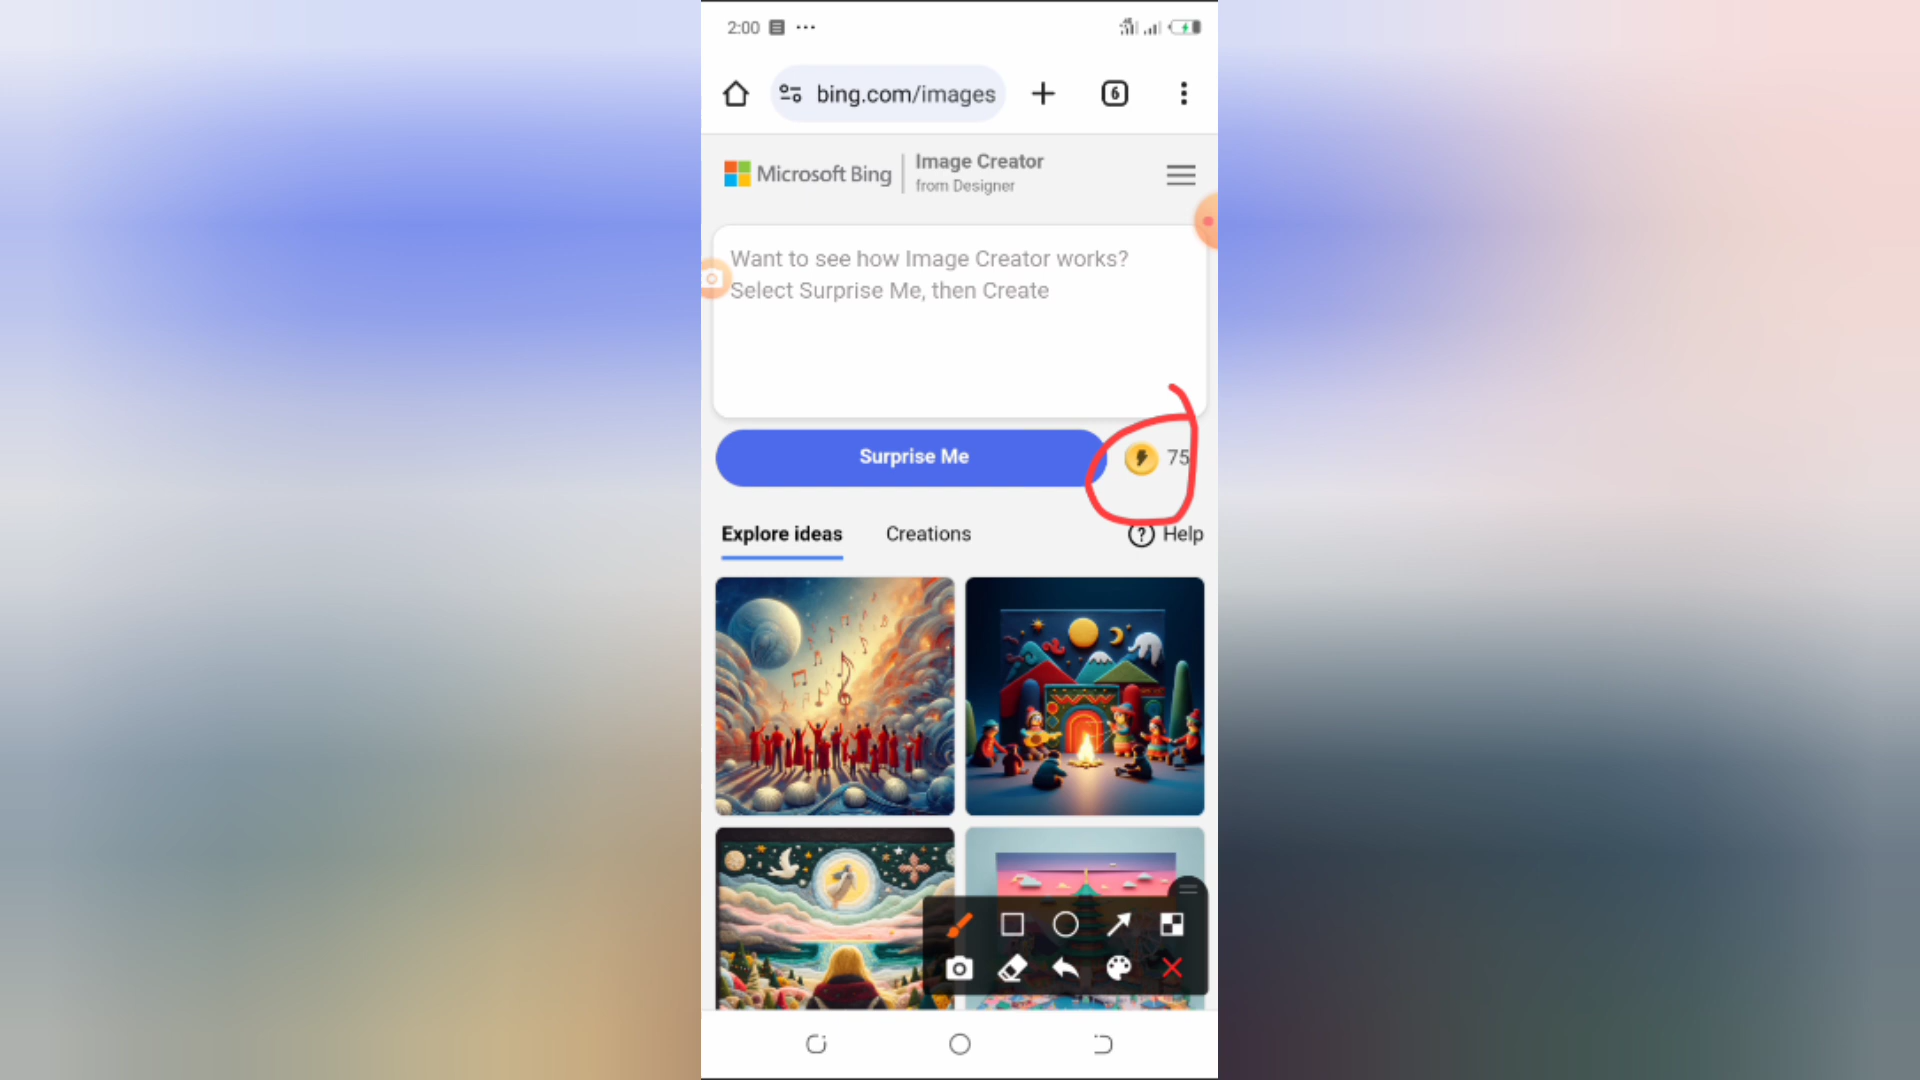 2:00
bing.com/images
6
Microsoft Bing
Image Creator
from Designer
Want to see how Image Creator works?
Select Surprise Me, then Create
Surprise Me
75
Explore ideas
Creations
Help